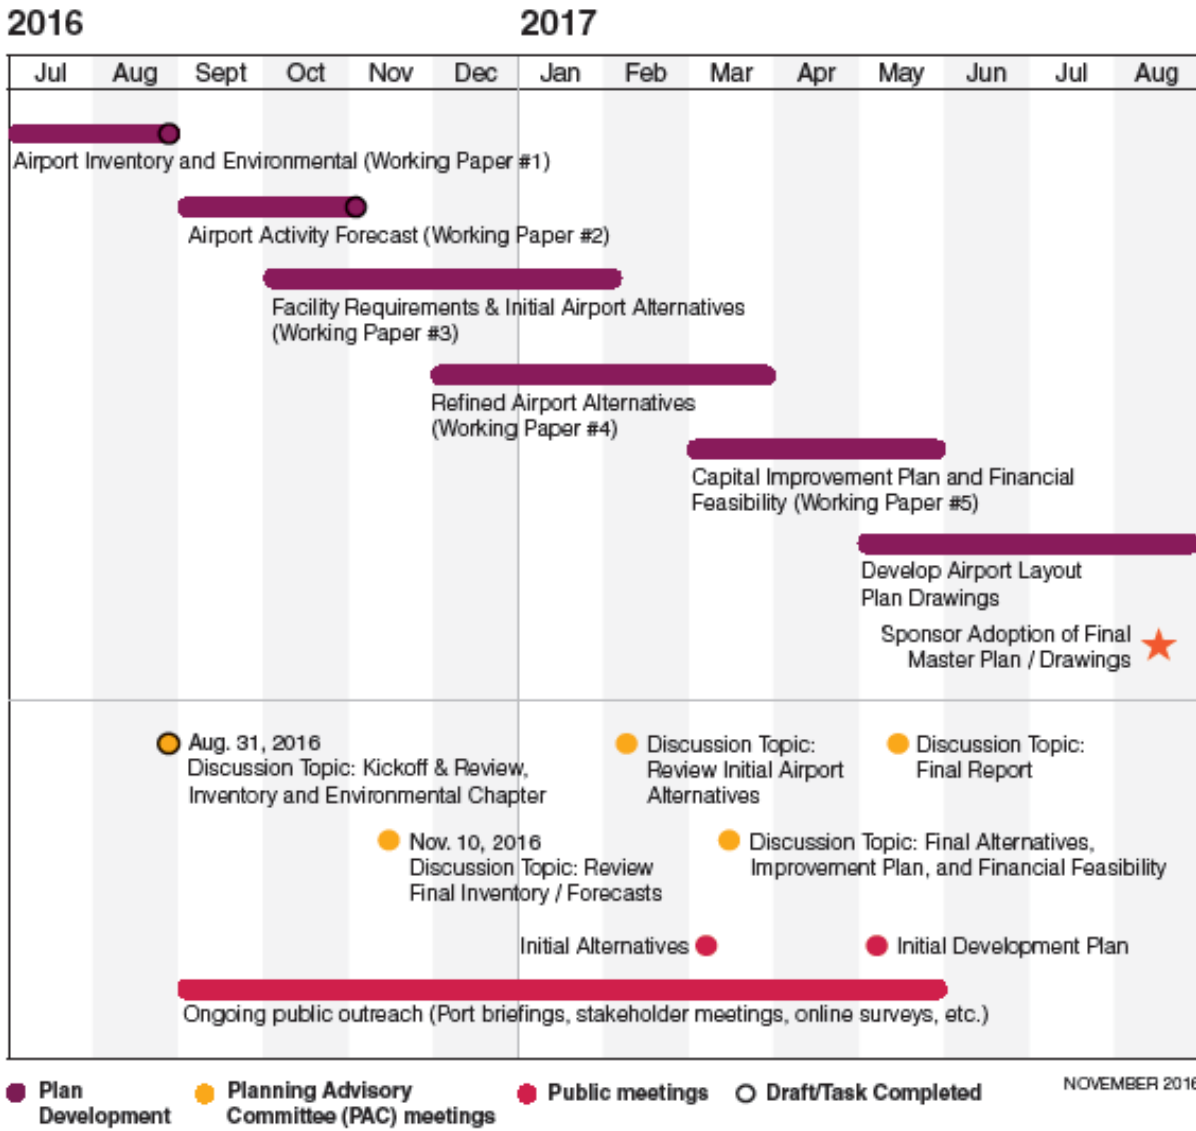 2016 2017
Jul Aug Sept Oct Nov Dec Jan Feb Mar Apr May Jun Jul Aug
Airport Inventory and Environmental (Working Paper #1)
Airport Activity Forecast (Working Paper #2)
Facility Requirements & Initial Airport Alternatives
(Working Paper #3)
Refined Airport Alternatives
(Working Paper #4)
Capital Improvement Plan and Financial
Feasibility (Working Paper #5)
Develop Airport Layout
Plan Drawings
Sponsor Adoption of Final
Master Plan / Drawings
Aug. 31, 2016
Discussion Topic: Kickoff & Review,
Inventory and Environmental Chapter
Discussion Topic:
Review Initial Airport
Alternatives
Discussion Topic:
Final Report
Nov. 10, 2016
Discussion Topic: Review
Final Inventory / Forecasts
Discussion Topic: Final Alternatives,
Improvement Plan, and Financial Feasibility
Initial Alternatives
Initial Development Plan
Ongoing public outreach (Port briefings, stakeholder meetings, online surveys, etc.)
Plan
Development
Planning Advisory
Committee (PAC) meetings
Public meetings
Draft/Task Completed
NOVEMBER 2016